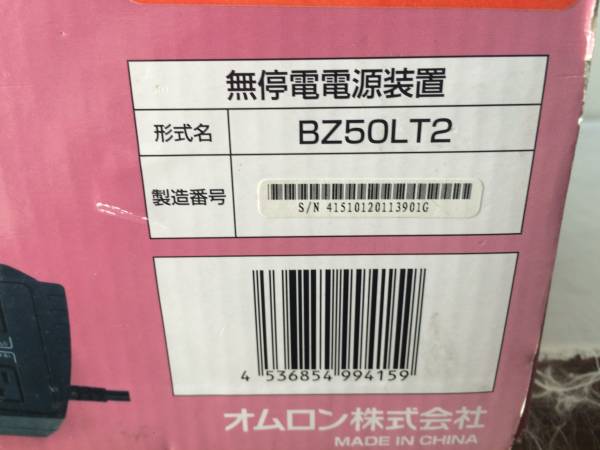 無停電電源装置
形式名 BZ50LT2
製造番号
S/N 41510120113901G
4 536854 994159
オムロン株式会社
MADE IN CHINA